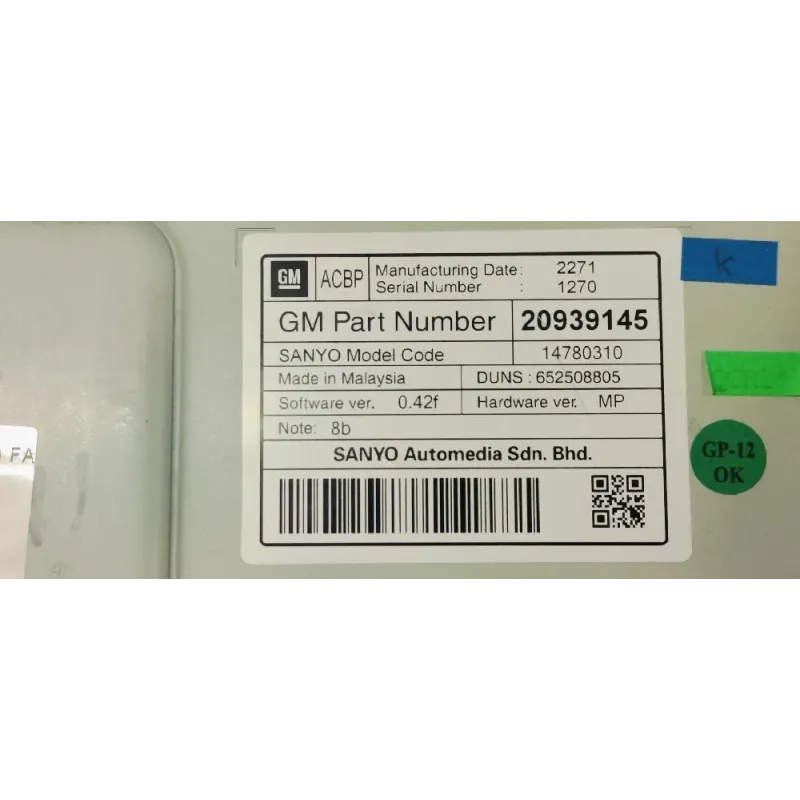 GM ACBP Manufacturing Date: 2271
Serial Number : 1270
GM Part Number 20939145
SANYO Model Code 14780310
Made in Malaysia DUNS : 652508805
Software ver. 0.42f Hardware ver. MP
Note: 8b
SANYO Automedia Sdn. Bhd.
k
GP-12
OK
FA